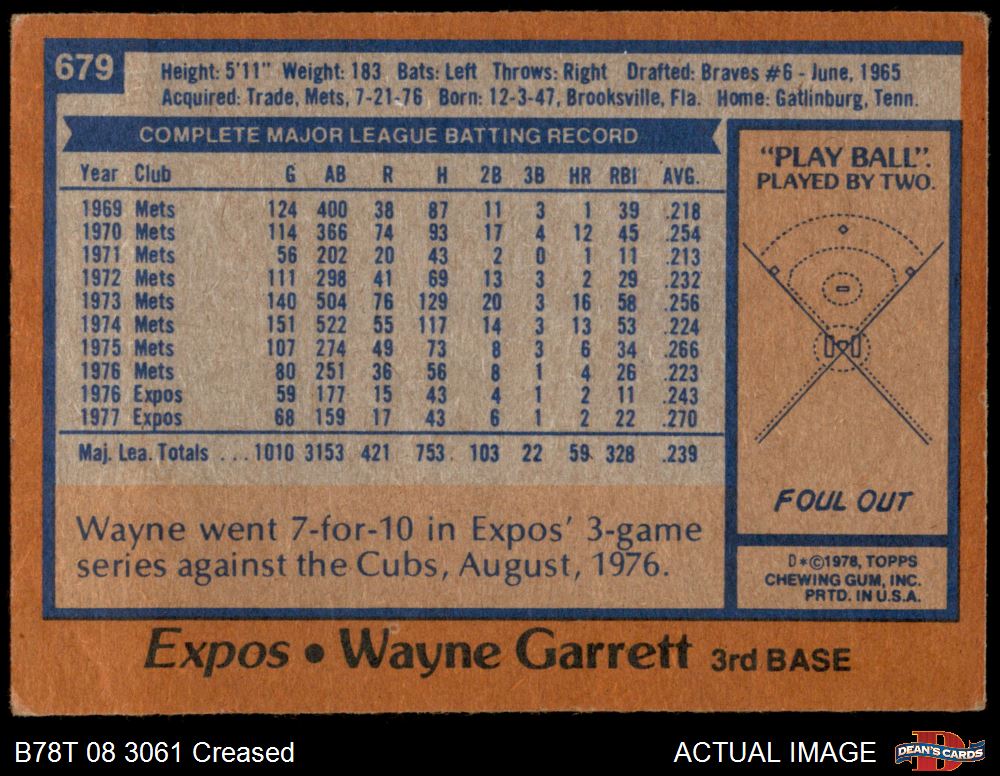 679
Height: 5'11" Weight: 183 Bats: Left Throws: Right Drafted: Braves #6 - June, 1965
Acquired: Trade, Mets, 7-21-76 Born: 12-3-47, Brooksville, Fla. Home: Gatlinburg, Tenn.
COMPLETE MAJOR LEAGUE BATTING RECORD
Year Club G AB R H 2B 3B HR RBI AVG.
1969 Mets 124 400 38 87 11 3 1 39 .218
1970 Mets 114 366 74 93 17 4 12 45 .254
1971 Mets 56 202 20 43 2 0 1 11 .213
1972 Mets 111 298 41 69 13 3 2 29 .232
1973 Mets 140 504 76 129 20 3 16 58 .256
1974 Mets 151 522 55 117 14 3 13 53 .224
1975 Mets 107 274 49 73 8 3 6 34 .266
1976 Mets 80 251 36 56 8 1 4 26 .223
1976 Expos 59 177 15 43 4 1 2 11 .243
1977 Expos 68 159 17 43 6 1 2 22 .270
Maj. Lea. Totals ... 1010 3153 421 753 103 22 59 328 .239
Wayne went 7-for-10 in Expos' 3-game
series against the Cubs, August, 1976.
"PLAY BALL".
PLAYED BY TWO.
FOUL OUT
D*©1978, TOPPS
CHEWING GUM, INC.
PRTD. IN U.S.A.
Expos • Wayne Garrett 3rd BASE
B78T 08 3061 Creased
ACTUAL IMAGE
D
DEAN'S CARDS